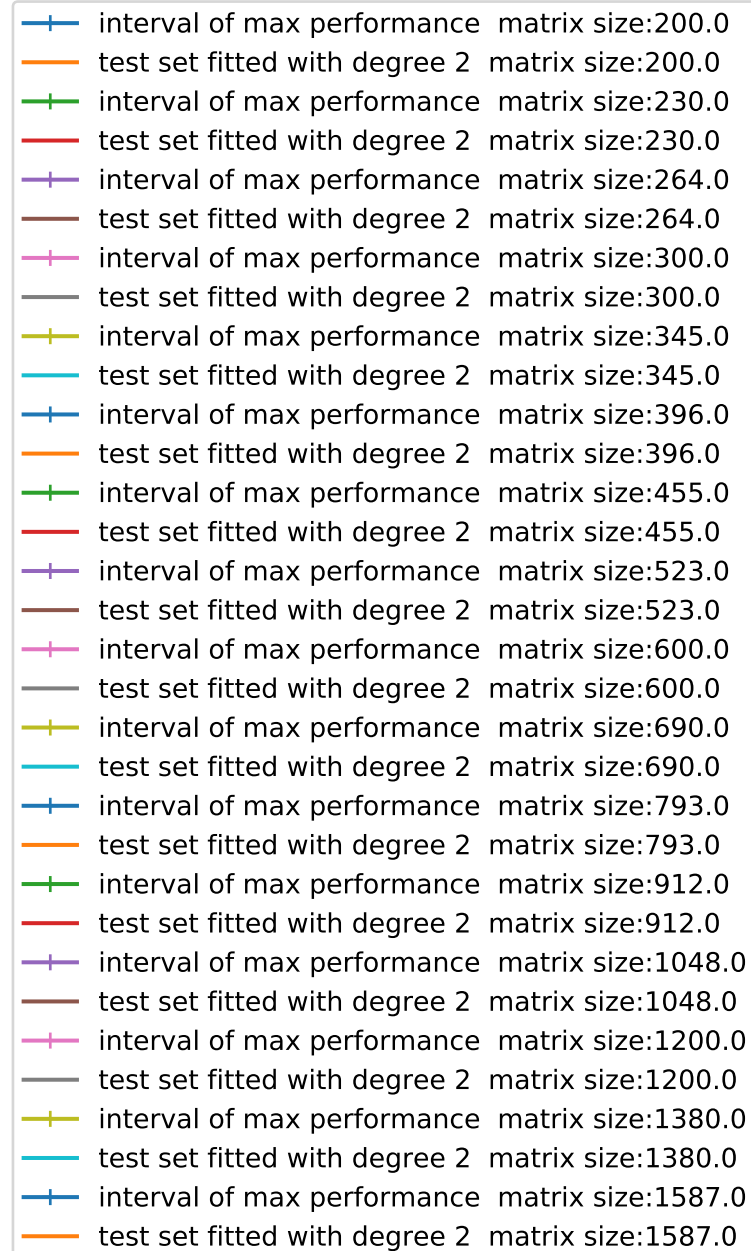 interval of max performance  matrix size:200.0
test set fitted with degree 2  matrix size:200.0
interval of max performance  matrix size:230.0
test set fitted with degree 2  matrix size:230.0
interval of max performance  matrix size:264.0
test set fitted with degree 2  matrix size:264.0
interval of max performance  matrix size:300.0
test set fitted with degree 2  matrix size:300.0
interval of max performance  matrix size:345.0
test set fitted with degree 2  matrix size:345.0
interval of max performance  matrix size:396.0
test set fitted with degree 2  matrix size:396.0
interval of max performance  matrix size:455.0
test set fitted with degree 2  matrix size:455.0
interval of max performance  matrix size:523.0
test set fitted with degree 2  matrix size:523.0
interval of max performance  matrix size:600.0
test set fitted with degree 2  matrix size:600.0
interval of max performance  matrix size:690.0
test set fitted with degree 2  matrix size:690.0
interval of max performance  matrix size:793.0
test set fitted with degree 2  matrix size:793.0
interval of max performance  matrix size:912.0
test set fitted with degree 2  matrix size:912.0
interval of max performance  matrix size:1048.0
test set fitted with degree 2  matrix size:1048.0
interval of max performance  matrix size:1200.0
test set fitted with degree 2  matrix size:1200.0
interval of max performance  matrix size:1380.0
test set fitted with degree 2  matrix size:1380.0
interval of max performance  matrix size:1587.0
test set fitted with degree 2  matrix size:1587.0